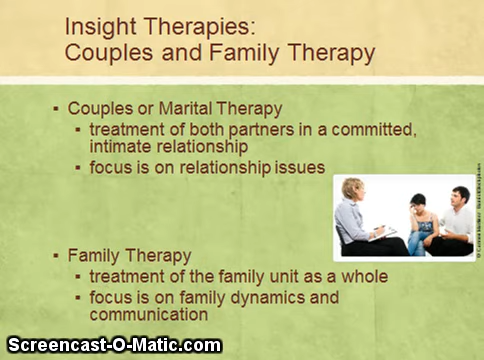 Insight Therapies:
Couples and Family Therapy
▪ Couples or Marital Therapy
▪ treatment of both partners in a committed,
intimate relationship
▪ focus is on relationship issues
▪ Family Therapy
▪ treatment of the family unit as a whole
▪ focus is on family dynamics and
communication
Screencast-O-Matic.com